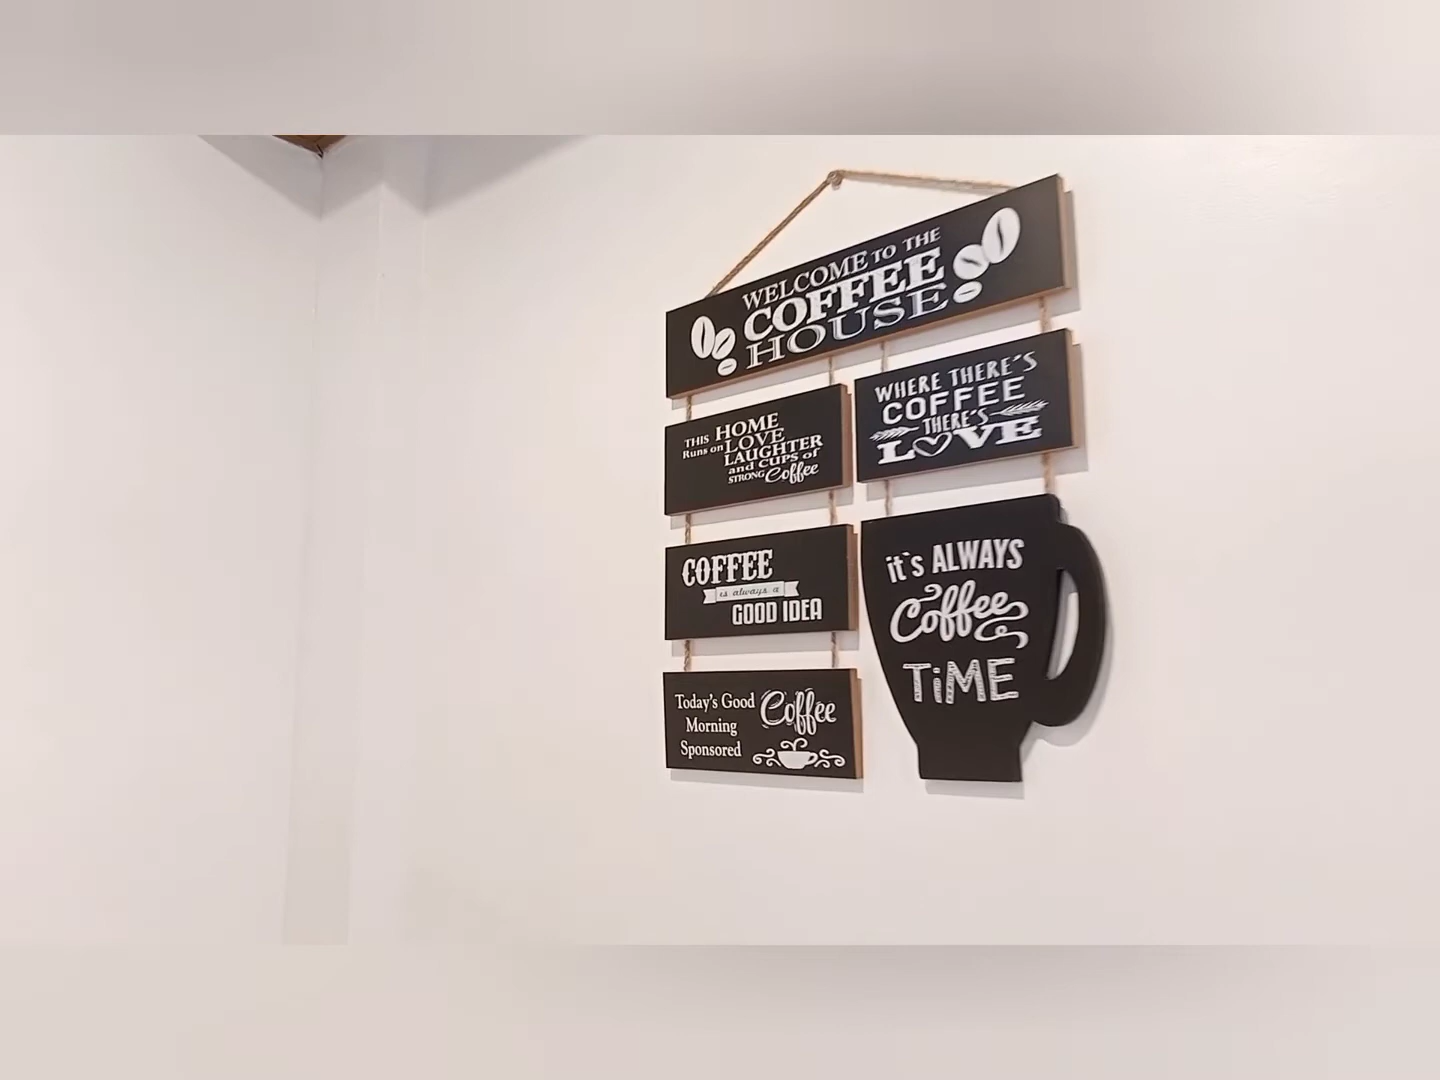 WELCOME TO THE
COFFEE
HOUSE
THIS HOME
Runs on LOVE
LAUGHTER
and CUPS of
STRONG Coffee
WHERE THERE'S
COFFEE
THERE'S
LOVE
COFFEE
is always a
GOOD IDEA
it's ALWAYS
Coffee
TiME
Today's Good
Morning
Sponsored
Coffee